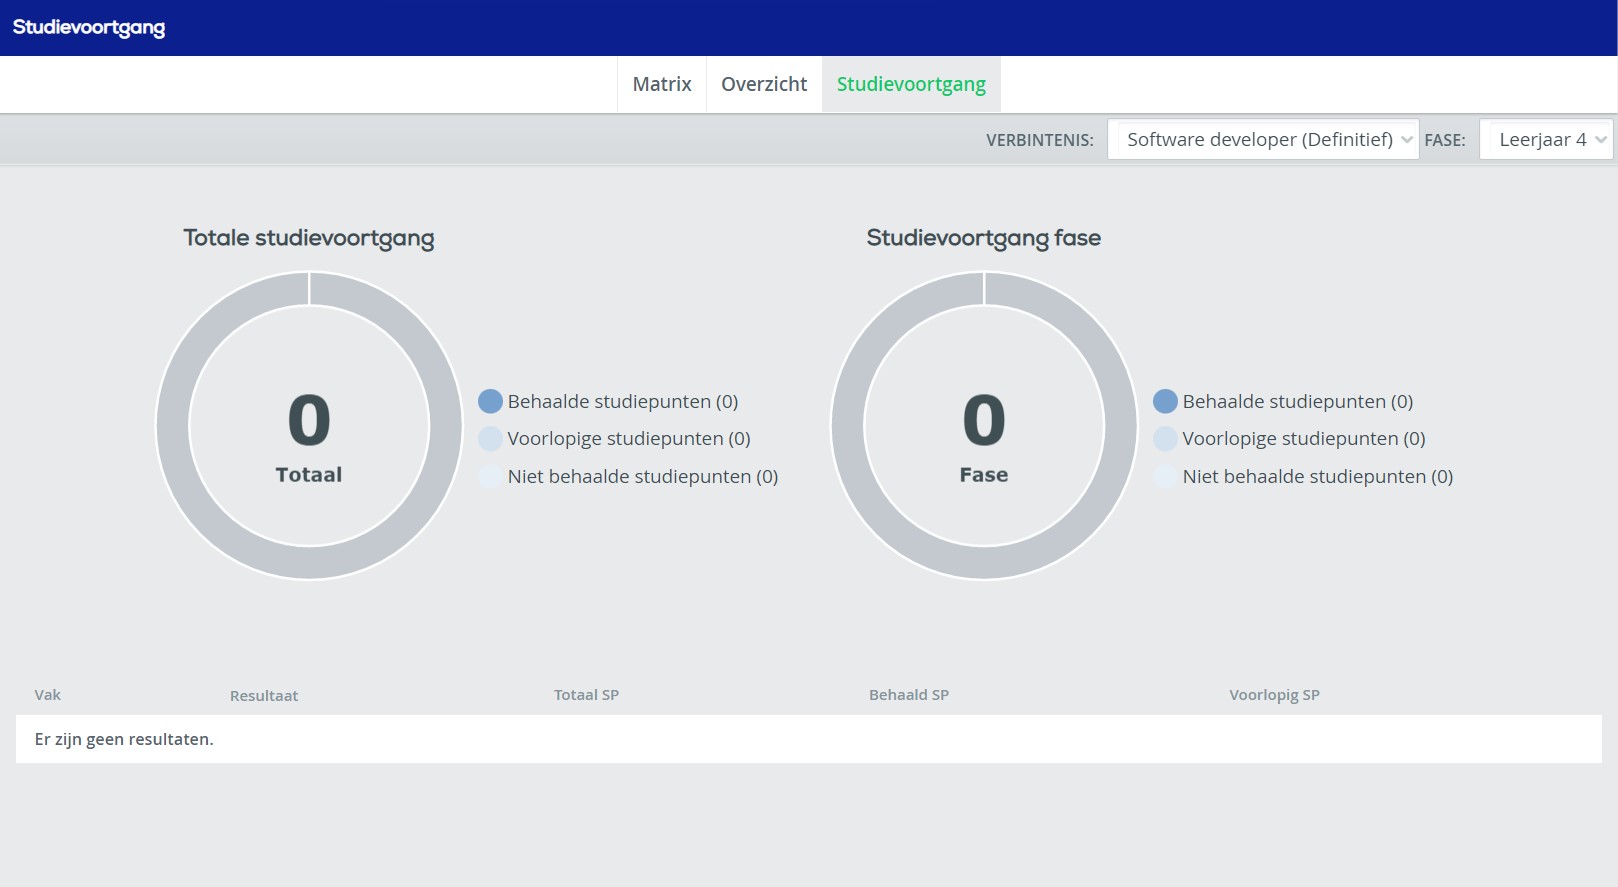 Studievoortgang
Matrix Overzicht Studievoortgang
VERBINTENIS: Software developer (Definitief) FASE: Leerjaar 4
Totale studievoortgang
0
Totaal
Behaalde studiepunten (0)
Voorlopige studiepunten (0)
Niet behaalde studiepunten (0)
Studievoortgang fase
0
Fase
Behaalde studiepunten (0)
Voorlopige studiepunten (0)
Niet behaalde studiepunten (0)
Vak Resultaat Totaal SP Behaald SP Voorlopig SP
Er zijn geen resultaten.